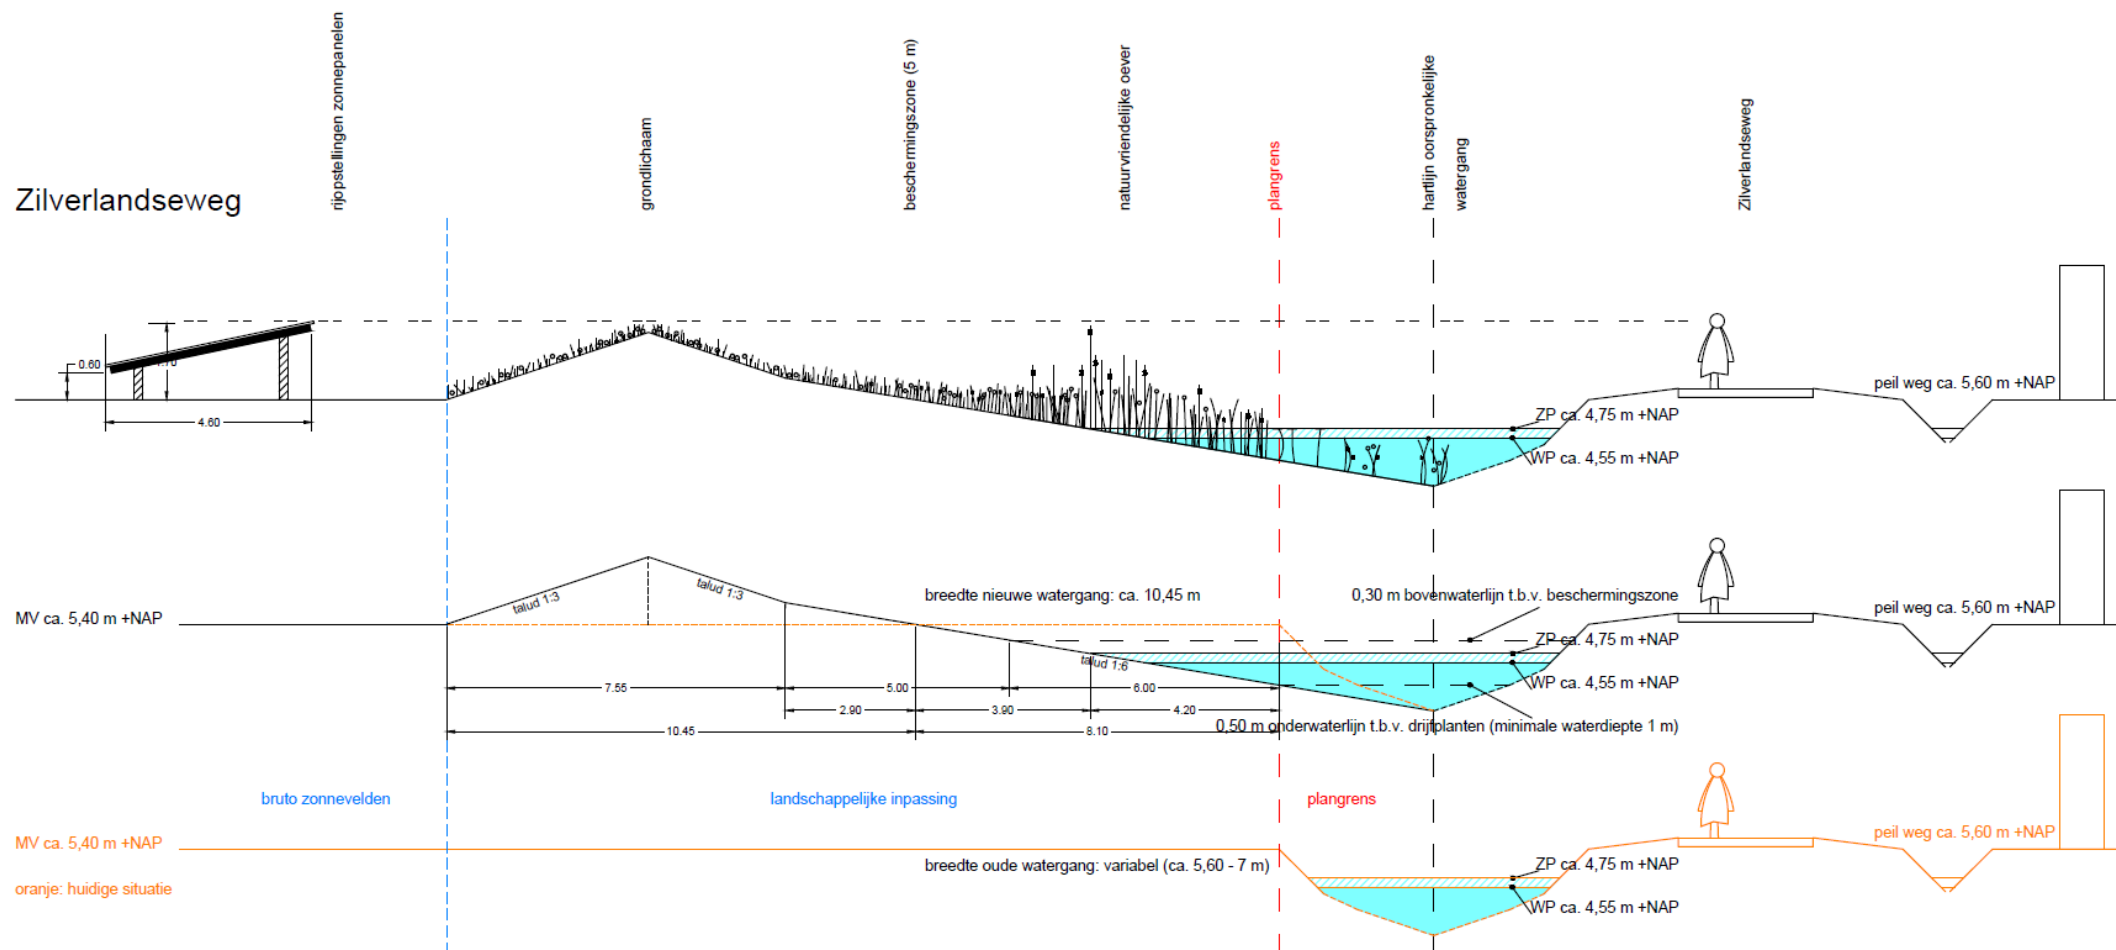 rijopstellingen zonnepanelen
grondlichaam
beschermingszone (5 m)
natuurvriendelijke oever
plangrens
hartlijn oorspronkelijke
watergang
Zilverlandseweg
Zilverlandseweg
0.60
4.60
peil weg ca. 5,60 m +NAP
ZP ca. 4,75 m +NAP
WP ca. 4,55 m +NAP
MV ca. 5,40 m +NAP
talud 1:3
talud 1:3
breedte nieuwe watergang: ca. 10,45 m
0,30 m bovenwaterlijn t.b.v. beschermingszone
peil weg ca. 5,60 m +NAP
ZP ca. 4,75 m +NAP
talud 1:6
WP ca. 4,55 m +NAP
7.55
5.00
6.00
2.90
3.90
4.20
10.45
8.10
0,50 m onderwaterlijn t.b.v. drijfplanten (minimale waterdiepte 1 m)
bruto zonnevelden
landschappelijke inpassing
plangrens
MV ca. 5,40 m +NAP
peil weg ca. 5,60 m +NAP
breedte oude watergang: variabel (ca. 5,60 - 7 m)
ZP ca. 4,75 m +NAP
oranje: huidige situatie
WP ca. 4,55 m +NAP